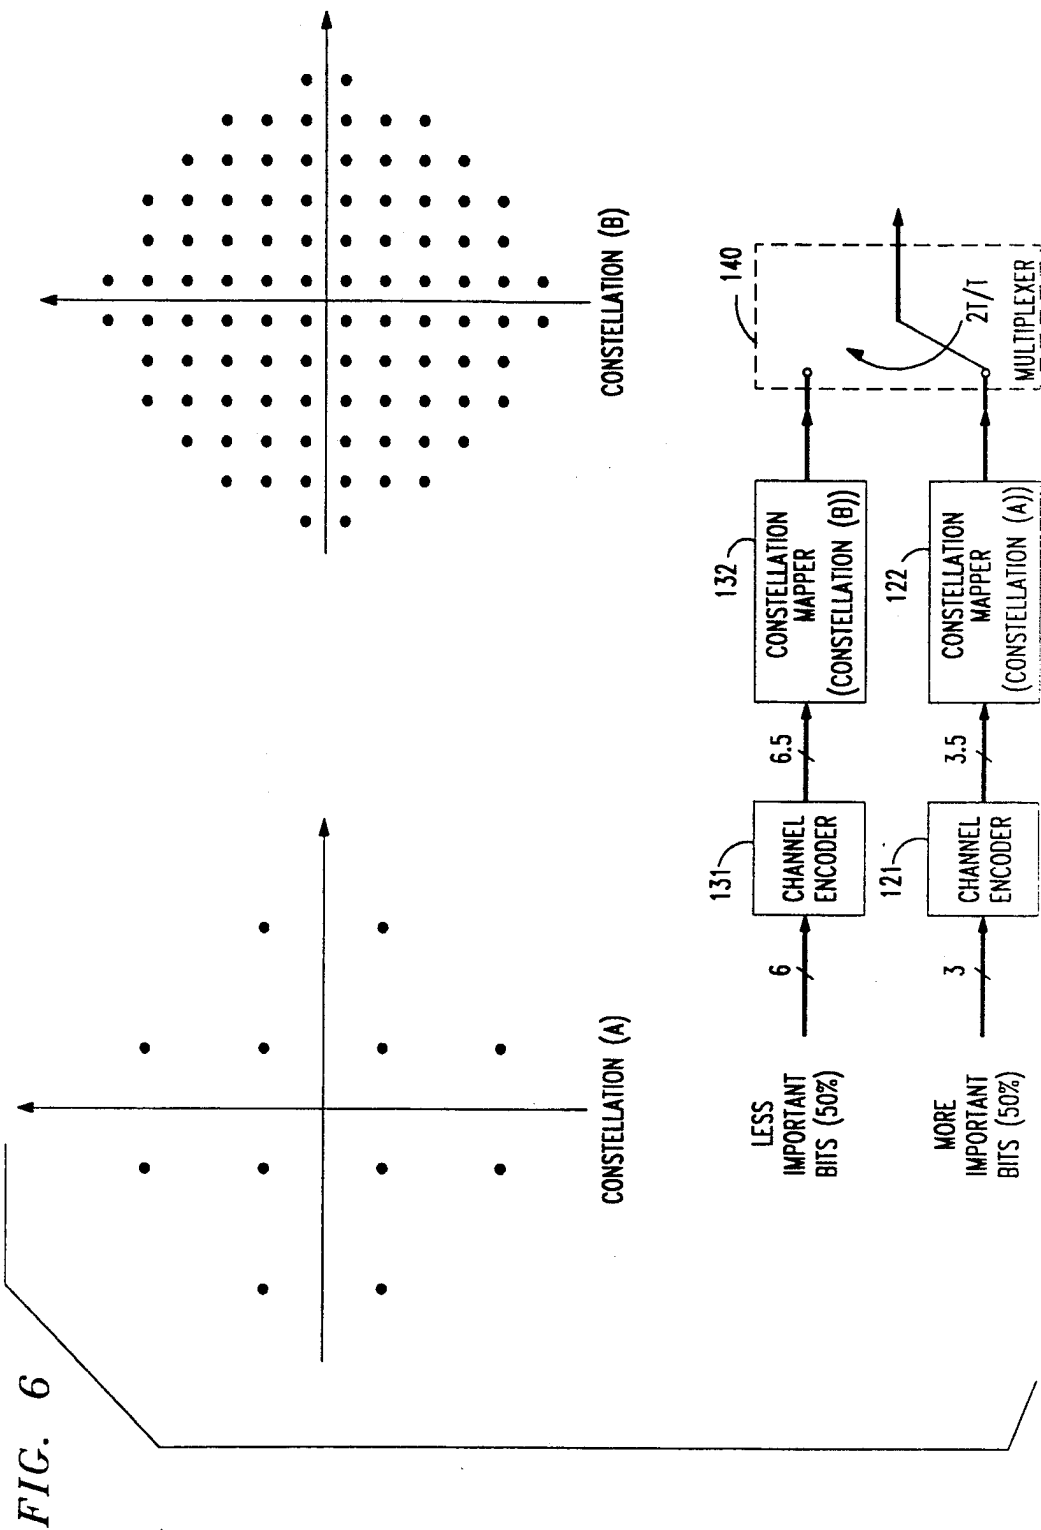 FIG. 6
CONSTELLATION (A)
CONSTELLATION (B)
LESS
IMPORTANT
BITS (50%)
6
131
CHANNEL
ENCODER
6.5
132
CONSTELLATION
MAPPER
(CONSTELLATION (B))
140
2T/T
MULTIPLEXER
MORE
IMPORTANT
BITS (50%)
3
121
CHANNEL
ENCODER
3.5
122
CONSTELLATION
MAPPER
(CONSTELLATION (A))